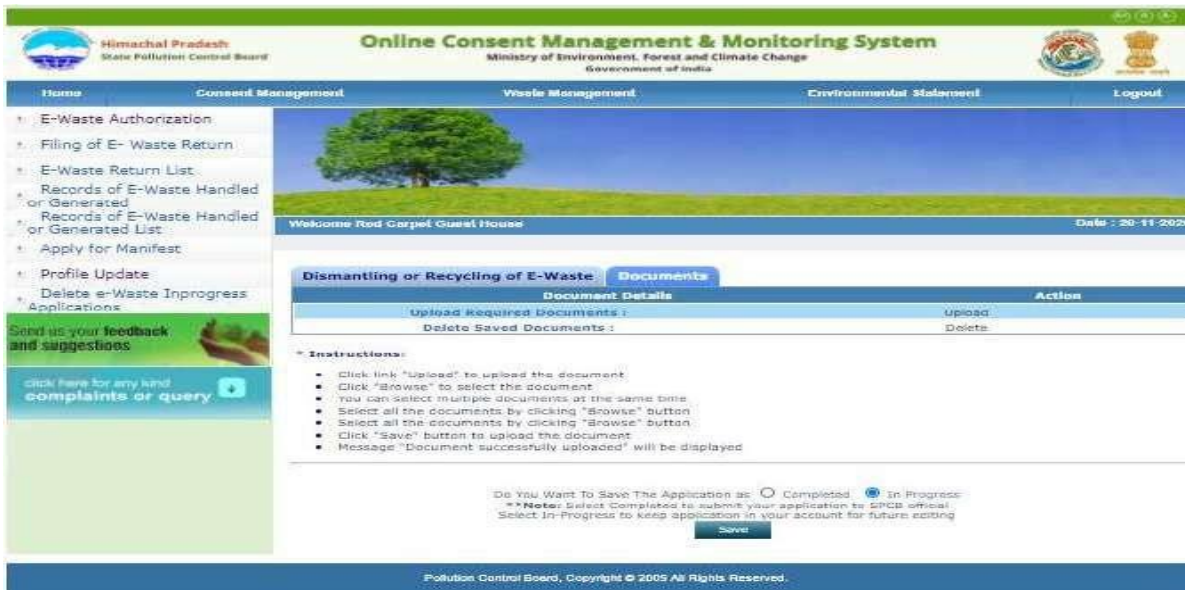 Himachal Pradesh
State Pollution Control Board
Online Consent Management & Monitoring System
Ministry of Environment, Forest and Climate Change
Government of India
Home Consent Management Waste Management Environmental Statement Logout
E-Waste Authorization
Filing of E- Waste Return
E-Waste Return List
Records of E-Waste Handled
or Generated
Records of E-Waste Handled
or Generated List
Apply for Manifest
Profile Update
Delete e-Waste Inprogress
Applications
Send us your feedback
and suggestions
click here for any kind
complaints or query
Welcome Red Carpet Guest House Date : 20-11-202
Dismantling or Recycling of E-Waste Documents
Document Details Action
Upload Required Documents : Upload
Delete Saved Documents : Delete
* Instructions:
Click link "Upload" to upload the document
Click "Browse" to select the document
You can select multiple documents at the same time
Select all the documents by clicking "Browse" button
Select all the documents by clicking "Browse" button
Click "Save" button to upload the document
Message "Document successfully uploaded" will be displayed
Do You Want To Save The Application as Completed In Progress
**Note: Select Completed to submit your application to SPCB official
Select In-Progress to keep application in your account for future editing
Save
Pollution Control Board, Copyright © 2005 All Rights Reserved.